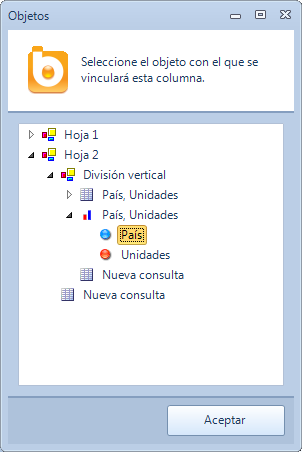 Objetos
Seleccione el objeto con el que se
vinculará esta columna.
Hoja 1
Hoja 2
División vertical
País, Unidades
País, Unidades
País
Unidades
Nueva consulta
Nueva consulta
Aceptar